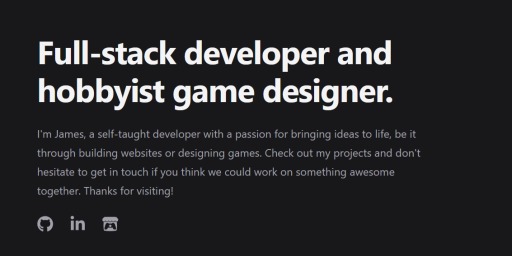 Full-stack developer and
hobbyist game designer.
I'm James, a self-taught developer with a passion for bringing ideas to life, be it
through building websites or designing games. Check out my projects and don't
hesitate to get in touch if you think we could work on something awesome
together. Thanks for visiting!
in